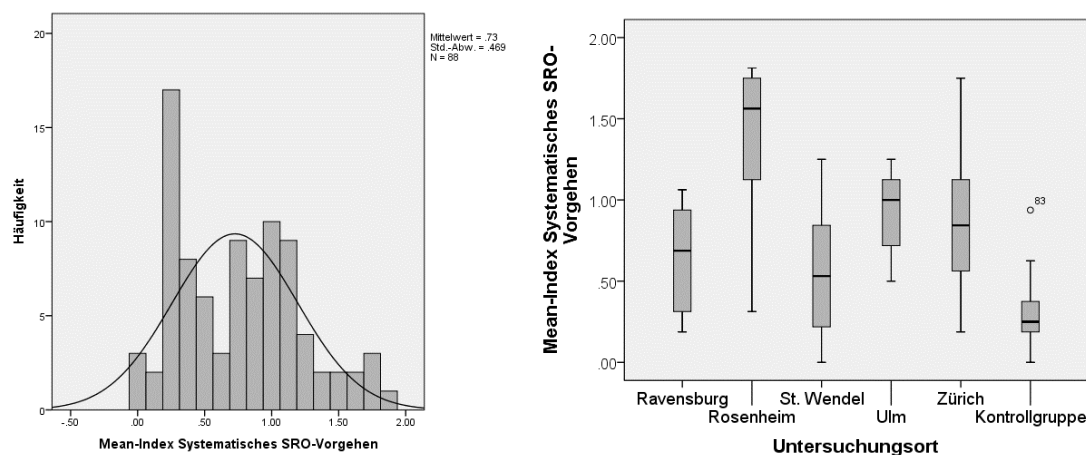 Mittelwert = .73
Std.-Abw. = .469
N = 88
Häufigkeit
20
15
10
5
0
-.50 .00 .50 1.00 1.50 2.00
Mean-Index Systematisches SRO-Vorgehen
Mean-Index Systematisches SRO-
Vorgehen
2.00
1.50
1.00
.50
.00
83
Ravensburg St. Wendel Zürich
Rosenheim Ulm Kontrollgruppe
Untersuchungsort